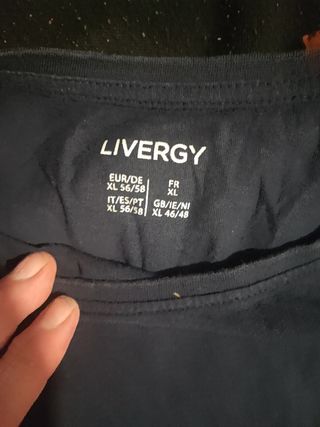 LIVERGY
EUR/DE FR
XL 56/58 XL
IT/ES/PT GB/IE/NI
XL 56/58 XL 46/48